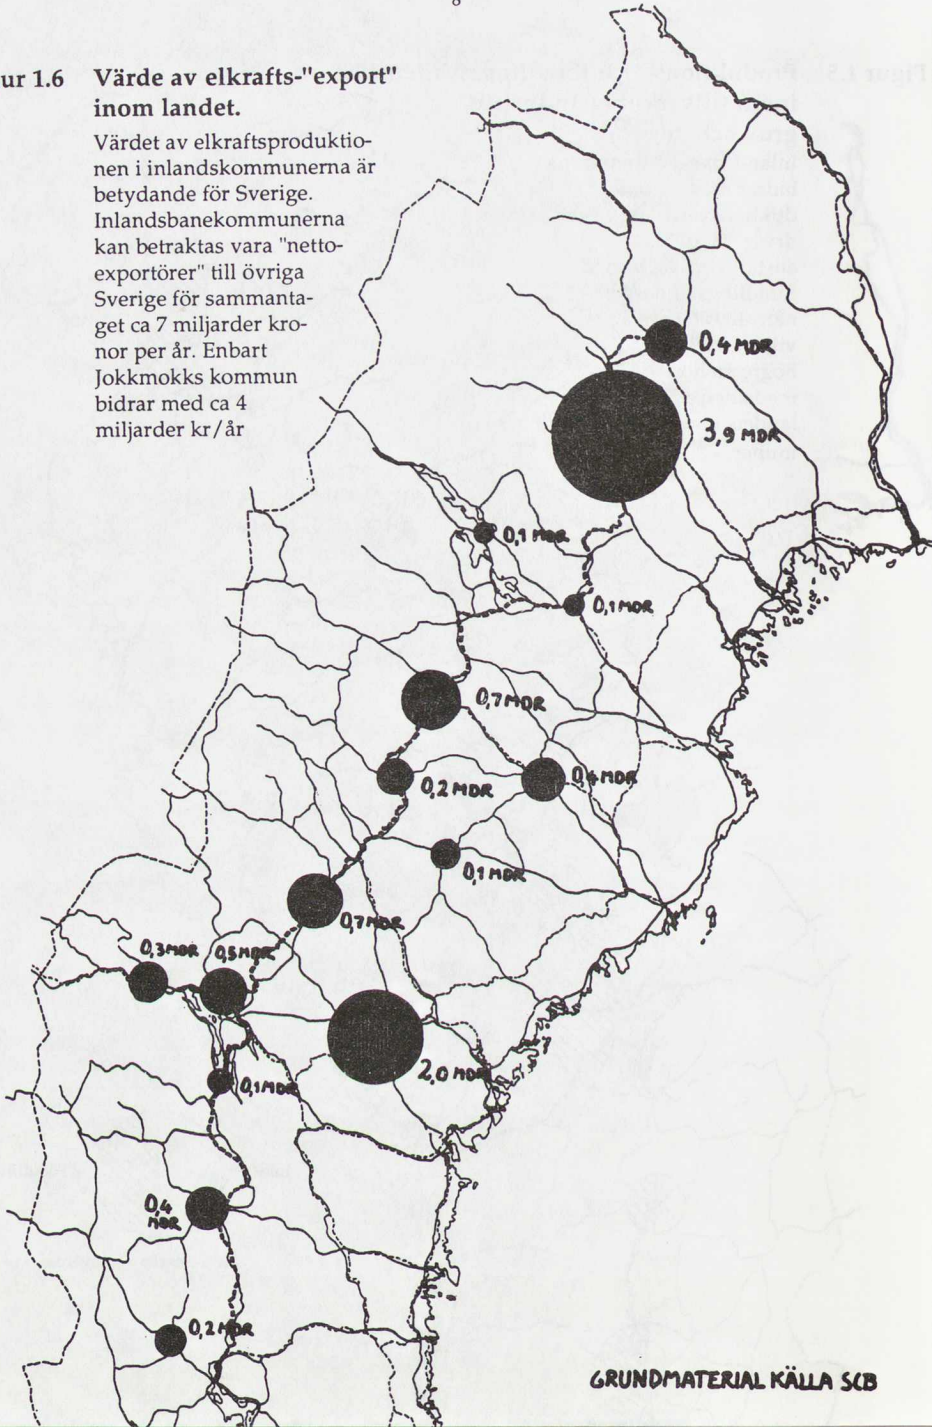 8
ur 1.6 Värde av elkrafts-"export"
inom landet.
Värdet av elkraftsproduktio-
nen i inlandskommunerna är
betydande för Sverige.
Inlandsbanekommunerna
kan betraktas vara "netto-
exportörer" till övriga
Sverige för sammanta-
get ca 7 miljarder kro-
nor per år. Enbart
Jokkmokks kommun
bidrar med ca 4
miljarder kr/år
0,4 MDR
3,9 MDR
0,1 MDR
0,1 MDR
0,7 MDR
0,2 MDR
0,4 MDR
0,1 MDR
0,7 MDR
0,3 MDR
0,5 MDR
2,0 MDR
0,1 MDR
0,4
MDR
0,2 MDR
GRUNDMATERIAL KÄLLA SCB